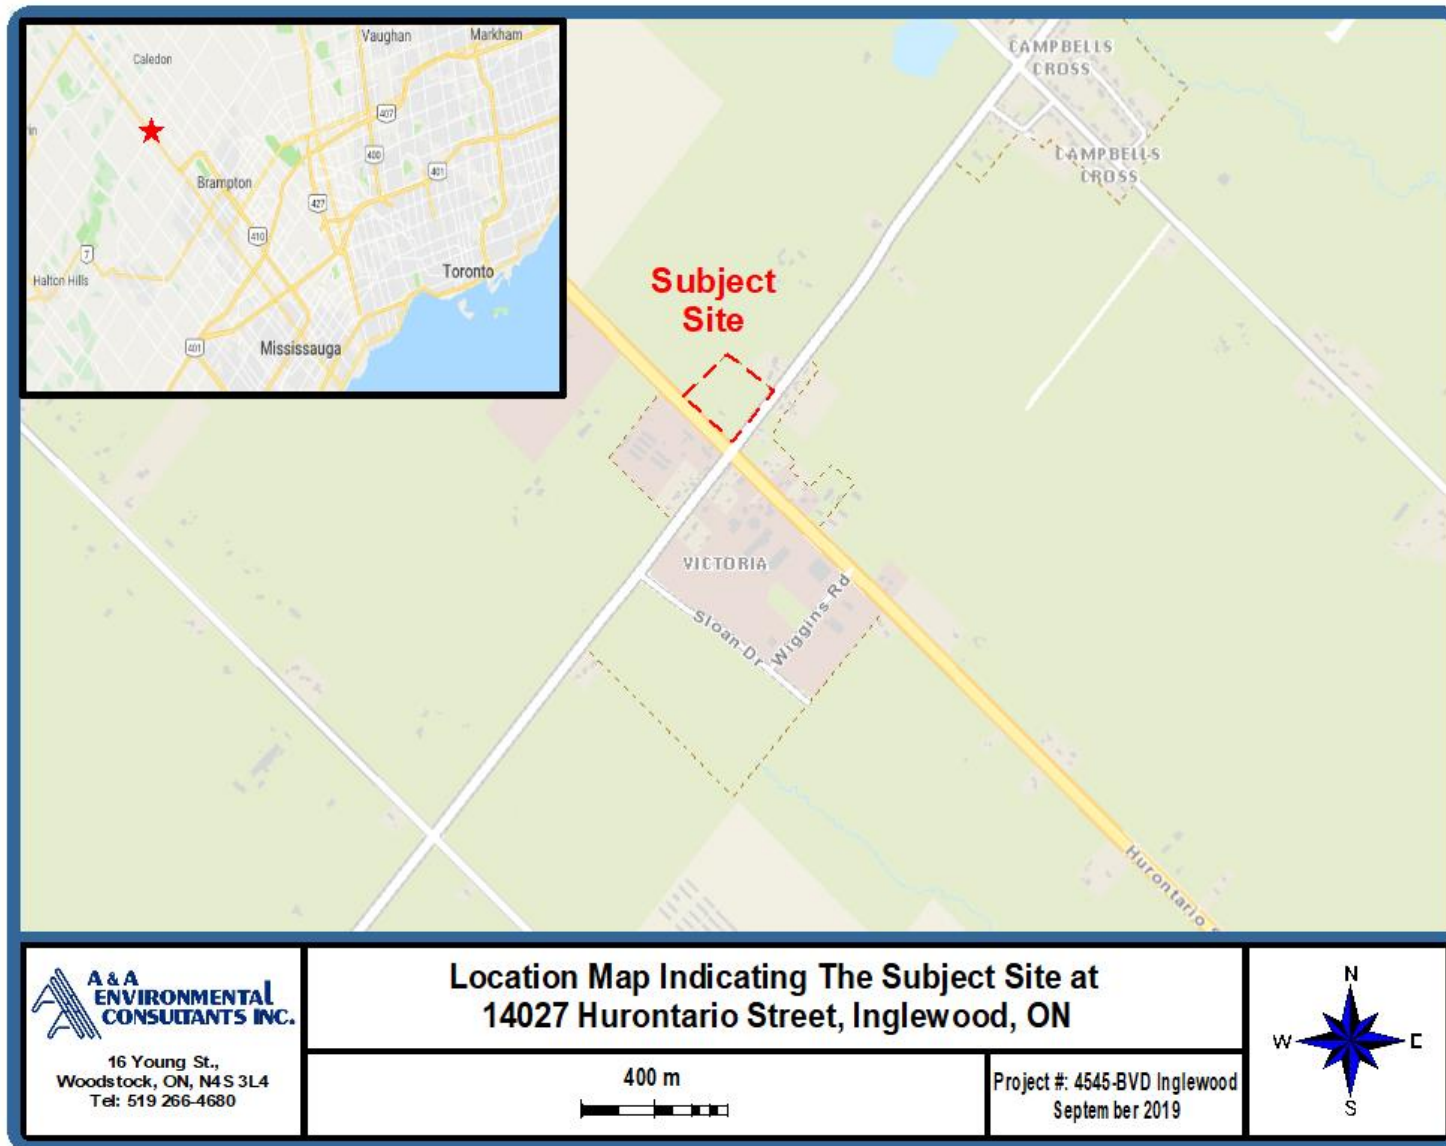 Vaughan
Markham
Caledon
407
400
401
Brampton
427
410
7
Toronto
Halton Hills
401
Mississauga
CAMPBELLS
CROSS
CAMPBELLS
CROSS
Subject
Site
VICTORIA
Sloan Dr
Wiggins Rd
Hurontario
A & A
ENVIRONMENTAL
CONSULTANTS INC.
16 Young St.,
Woodstock, ON, N4S 3L4
Tel: 519 266-4680
Location Map Indicating The Subject Site at
14027 Hurontario Street, Inglewood, ON
400 m
Project #: 4545-BVD Inglewood
September 2019
N
W
E
S